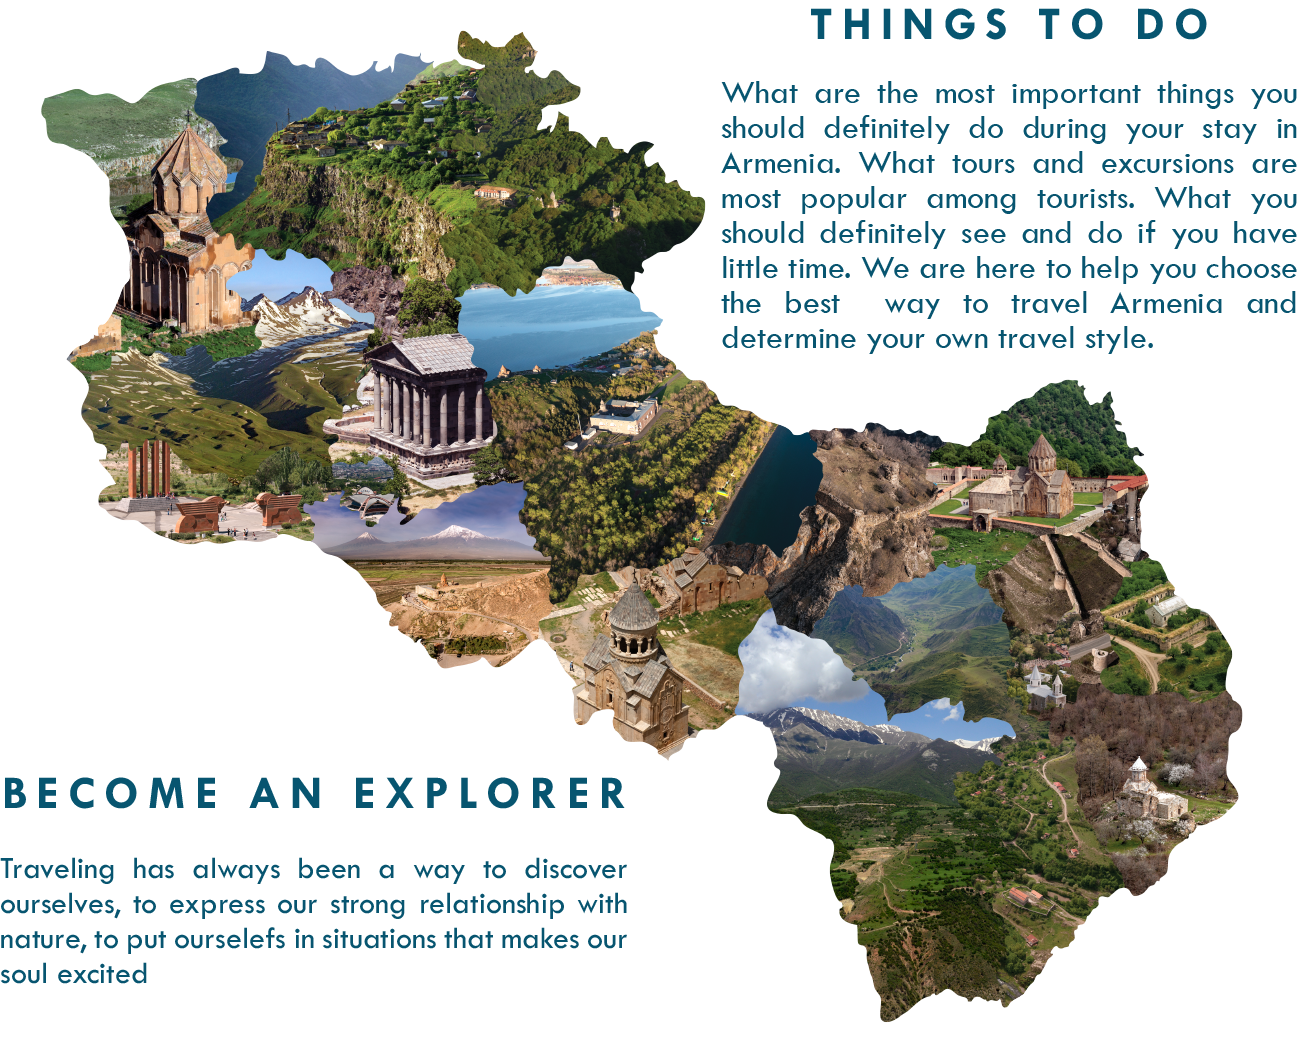 THINGS TO DO
What are the most important things you
should definitely do during your stay in
Armenia. What tours and excursions are
most popular among tourists. What you
should definitely see and do if you have
little time. We are here to help you choose
the best way to travel Armenia and
determine your own travel style.
BECOME AN EXPLORER
Traveling has always been a way to discover
ourselves, to express our strong relationship with
nature, to put ourselefs in situations that makes our
soul excited